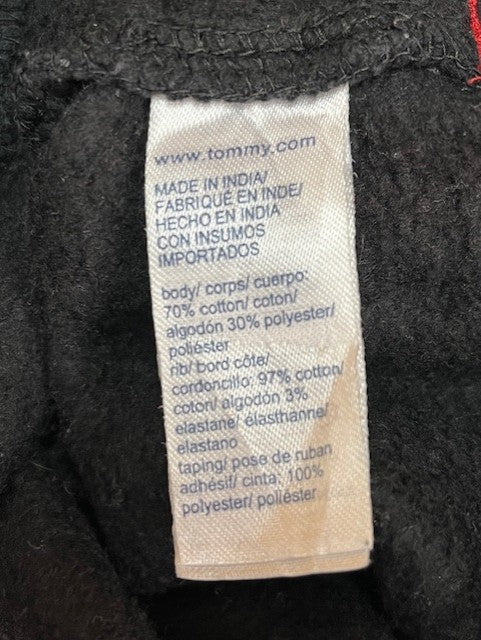 www.tommy.com
MADE IN INDIA/
FABRIQUÉ EN INDE/
HECHO EN INDIA
CON INSUMOS
IMPORTADOS
body/ corps/ cuerpo:
70% cotton/ coton/
algodón 30% polyester/
poliéster
rib/ bord côte/
cordoncillo: 97% cotton/
coton/ algodón 3%
elastane/ élasthanne/
elastano
taping/ pose de ruban
adhésif/ cinta: 100%
polyester/ poliéster